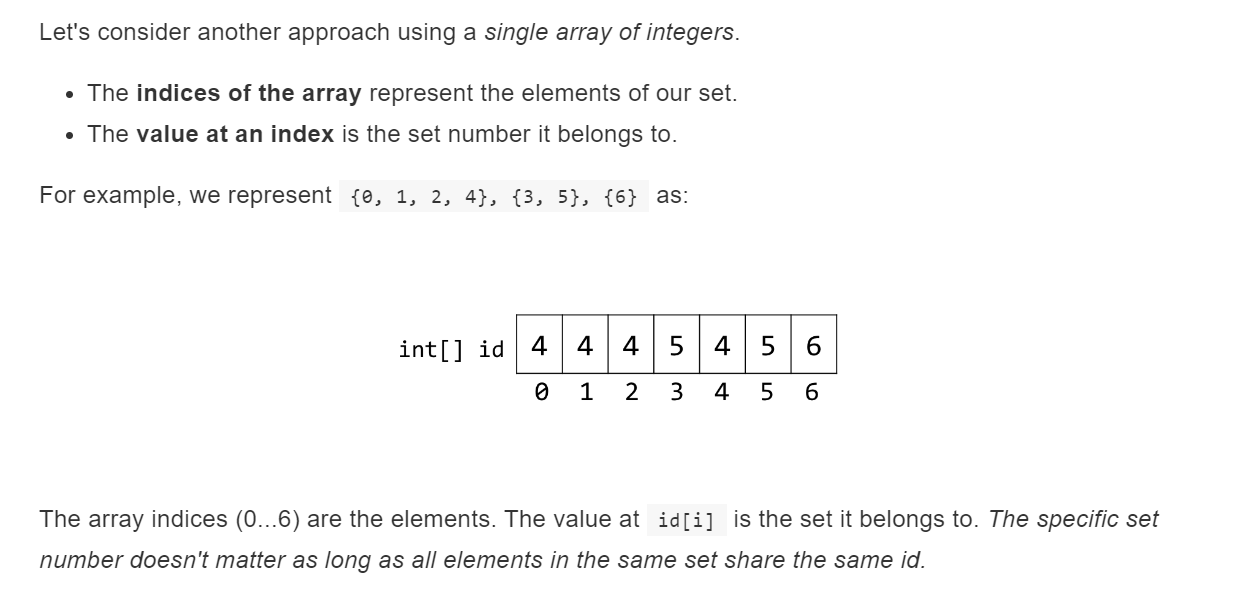 Let's consider another approach using a single array of integers.
• The indices of the array represent the elements of our set.
• The value at an index is the set number it belongs to.
For example, we represent {0, 1, 2, 4}, {3, 5}, {6} as:
int[] id 4 4 4 5 4 5 6
0 1 2 3 4 5 6
The array indices (0...6) are the elements. The value at id[i] is the set it belongs to. The specific set
number doesn't matter as long as all elements in the same set share the same id.